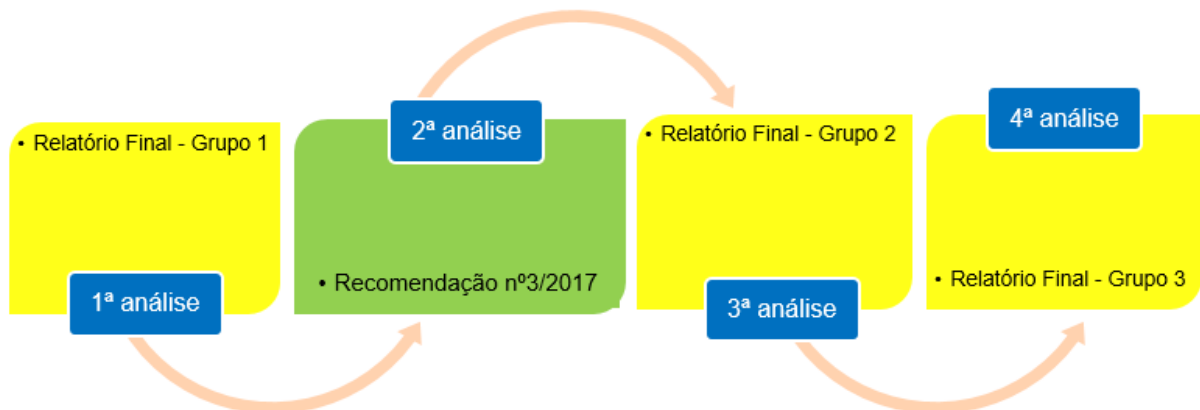 • Relatório Final - Grupo 1
1ª análise
2ª análise
• Recomendação nº3/2017
• Relatório Final - Grupo 2
3ª análise
4ª análise
• Relatório Final - Grupo 3